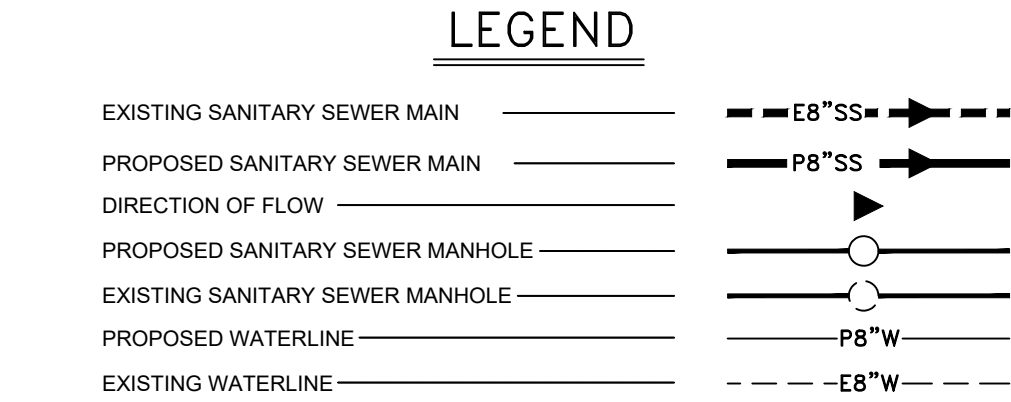 LEGEND
EXISTING SANITARY SEWER MAIN E8”SS
PROPOSED SANITARY SEWER MAIN P8”SS
DIRECTION OF FLOW
PROPOSED SANITARY SEWER MANHOLE
EXISTING SANITARY SEWER MANHOLE
PROPOSED WATERLINE P8”W
EXISTING WATERLINE E8”W